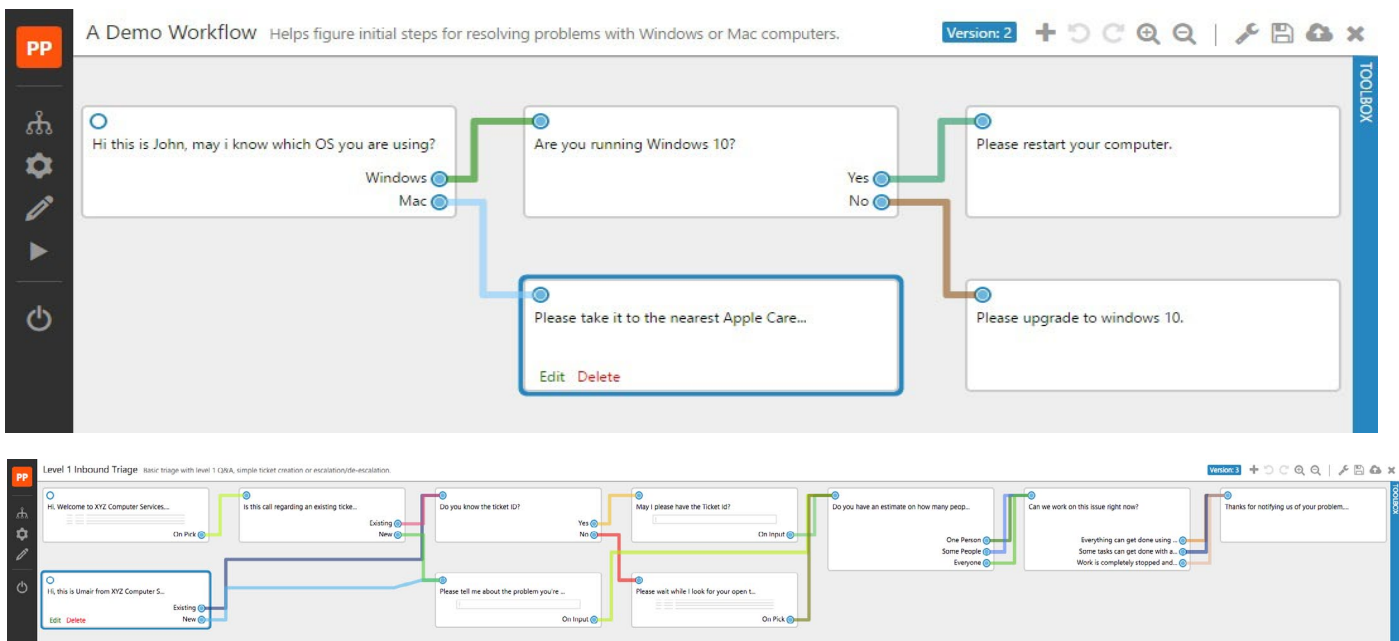 PP
A Demo Workflow Helps figure initial steps for resolving problems with Windows or Mac computers.
Version: 2
TOOLBOX
Hi this is John, may i know which OS you are using?
Windows
Mac
Are you running Windows 10?
Yes
No
Please restart your computer.
Please take it to the nearest Apple Care...
Edit Delete
Please upgrade to windows 10.
PP
Level 1 Inbound Triage Basic triage with level 1 Q&A, simple ticket creation or escalation/de-escalation.
Version: 3
TOOLBOX
Hi, Welcome to XYZ Computer Services,...
On Pick
Is this call regarding an existing ticke...
Existing
New
Do you know the ticket ID?
Yes
No
May I please have the Ticket Id?
On Input
Do you have an estimate on how many peop...
One Person
Some People
Everyone
Can we work on this issue right now?
Everything can get done using ...
Some tasks can get done with a...
Work is completely stopped and...
Thanks for notifying us of your problem....
Hi, this is Umair from XYZ Computer S...
Existing
New
Edit Delete
Please tell me about the problem you're ...
On Input
Please wait while I look for your open t...
On Pick